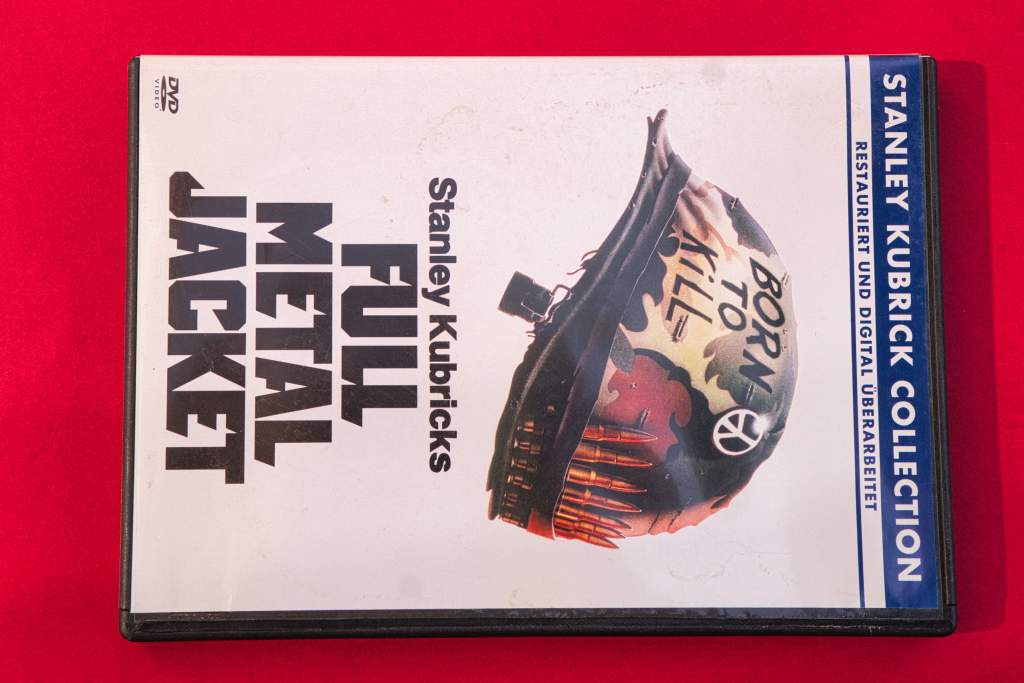 STANLEY KUBRICK COLLECTION
RESTAURIERT UND DIGITAL ÜBERARBEITET
BORN
TO
KiLL
Stanley Kubricks
FULL
METAL
JACKET
DVD
VIDEO